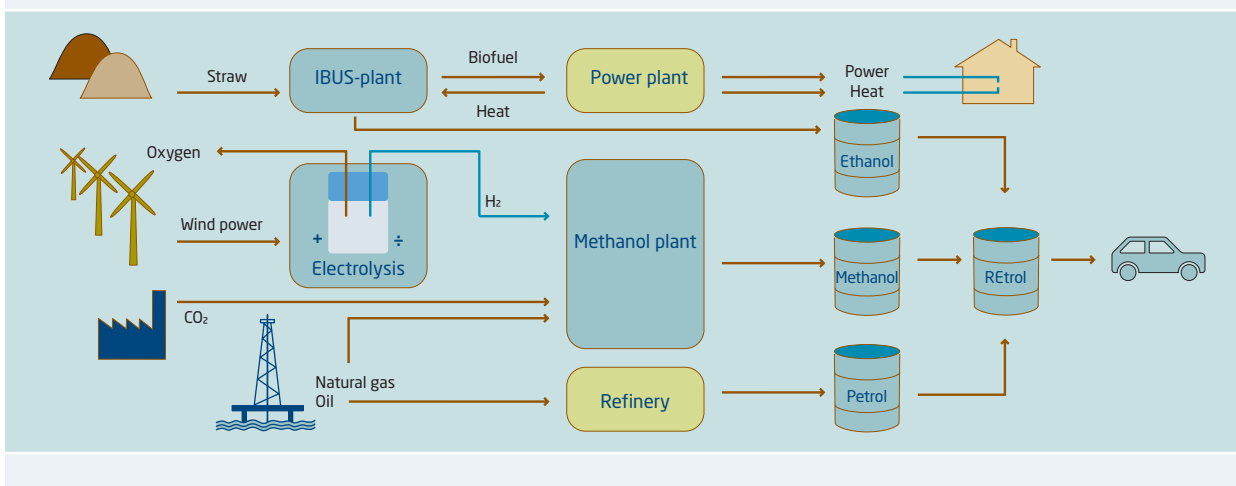 Straw
IBUS-plant
Biofuel
Heat
Power plant
Power
Heat
Oxygen
Ethanol
Wind power
+
÷
Electrolysis
H₂
Methanol plant
Methanol
REtrol
CO₂
Natural gas
Oil
Refinery
Petrol